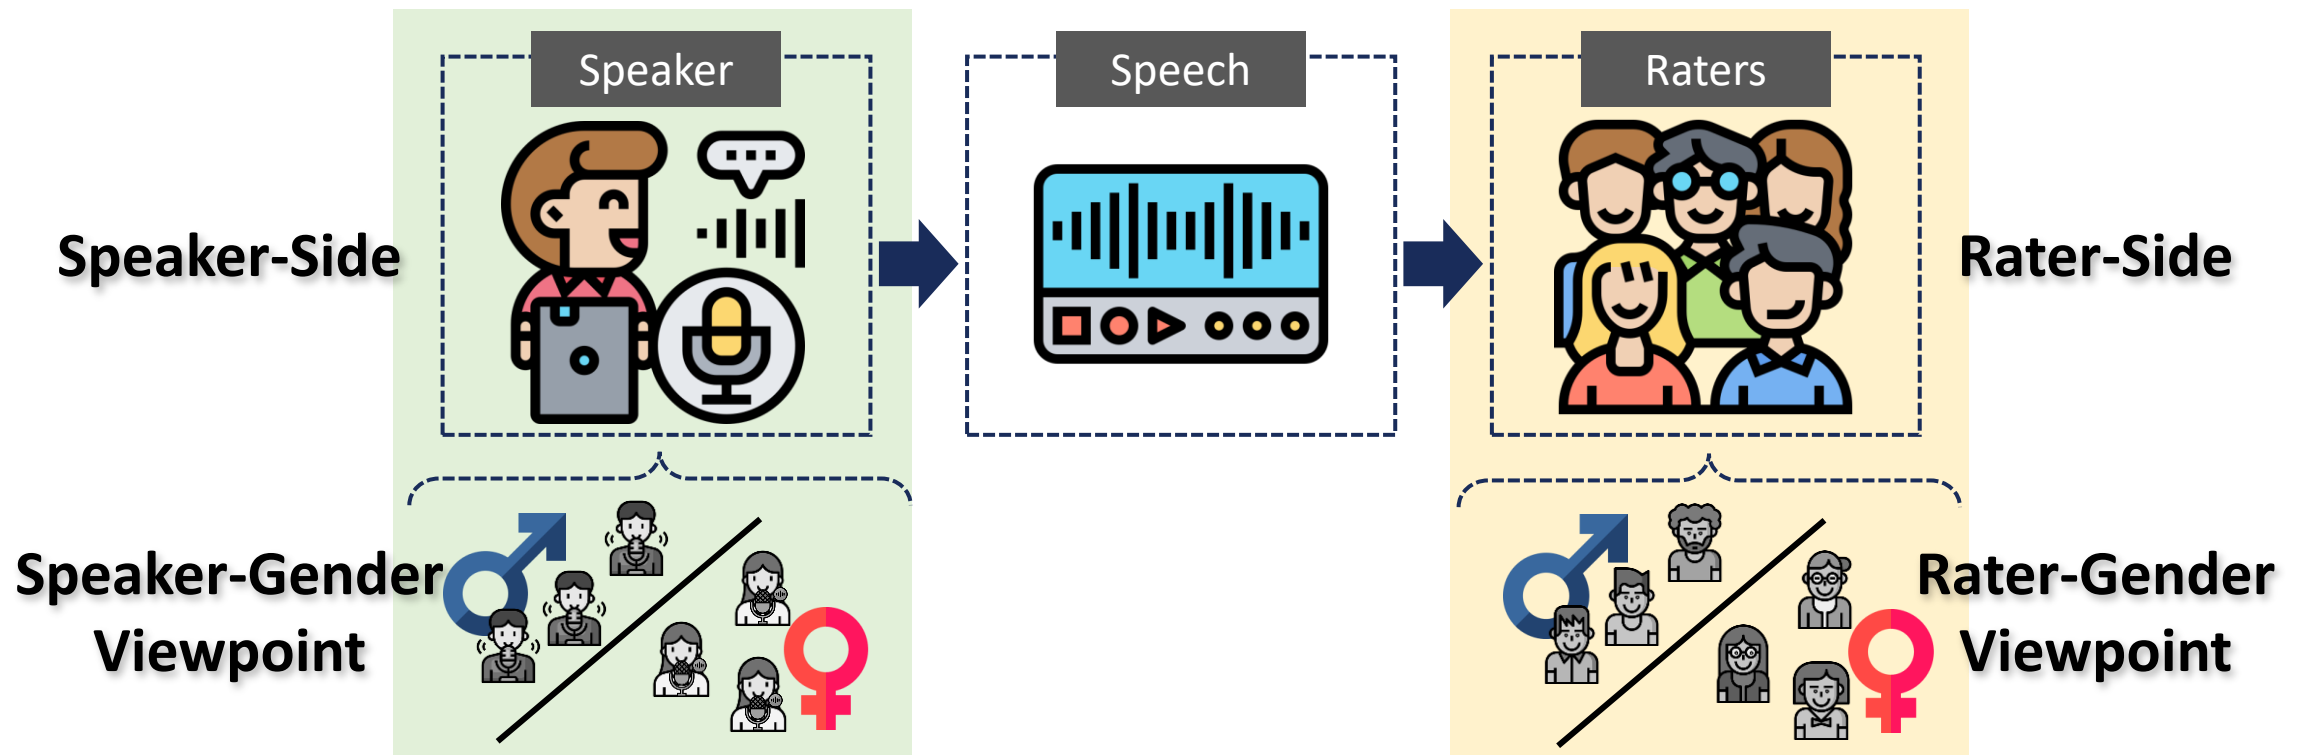 Speaker
Speech
Raters
Speaker-Side
Rater-Side
Speaker-Gender
Viewpoint
Rater-Gender
Viewpoint